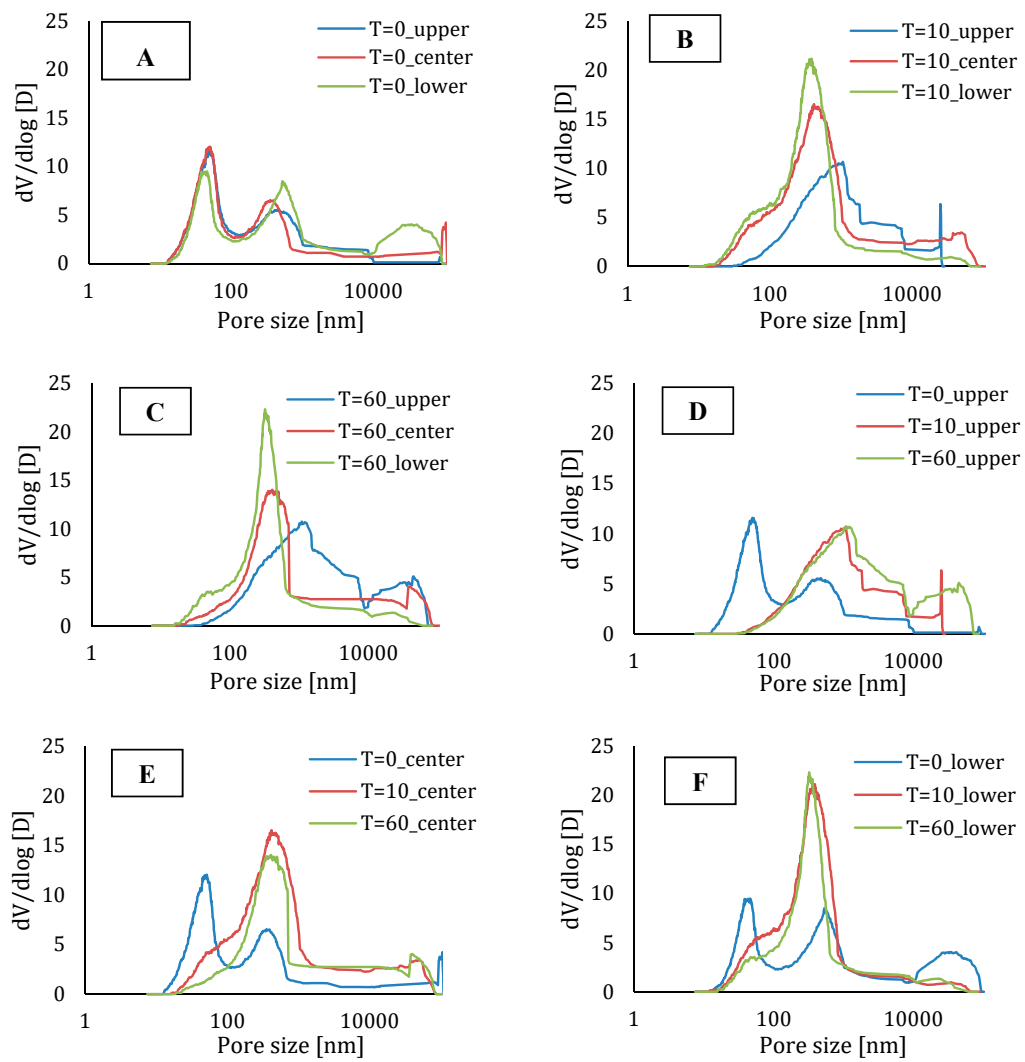 A
25
20
15
10
5
0
1
100
10000
dV/dlog [D]
Pore size [nm]
T=0_upper
T=0_center
T=0_lower
B
25
20
15
10
5
0
1
100
10000
dV/dlog [D]
Pore size [nm]
T=10_upper
T=10_center
T=10_lower
C
25
20
15
10
5
0
1
100
10000
dV/dlog [D]
Pore size [nm]
T=60_upper
T=60_center
T=60_lower
D
25
20
15
10
5
0
1
100
10000
dV/dlog [D]
Pore size [nm]
T=0_upper
T=10_upper
T=60_upper
E
25
20
15
10
5
0
1
100
10000
dV/dlog [D]
Pore size [nm]
T=0_center
T=10_center
T=60_center
F
25
20
15
10
5
0
1
100
10000
dV/dlog [D]
Pore size [nm]
T=0_lower
T=10_lower
T=60_lower